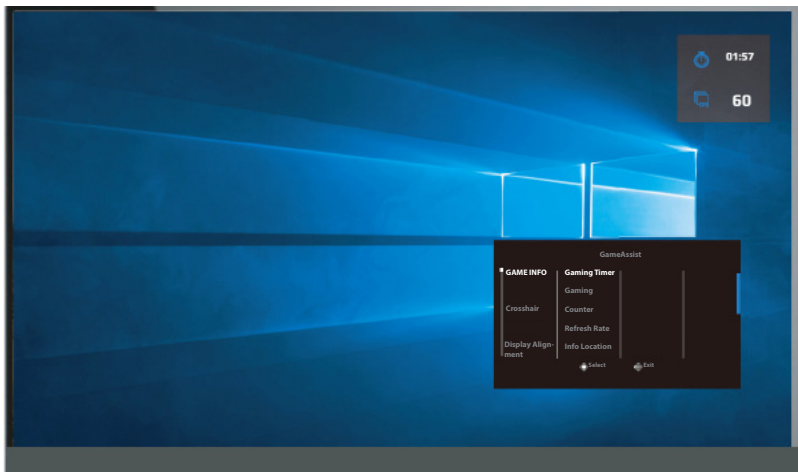 01:57
60
GameAssist
GAME INFO
Gaming Timer
Gaming
Crosshair
Counter
Refresh Rate
Display Align-
ment
Info Location
Select
Exit